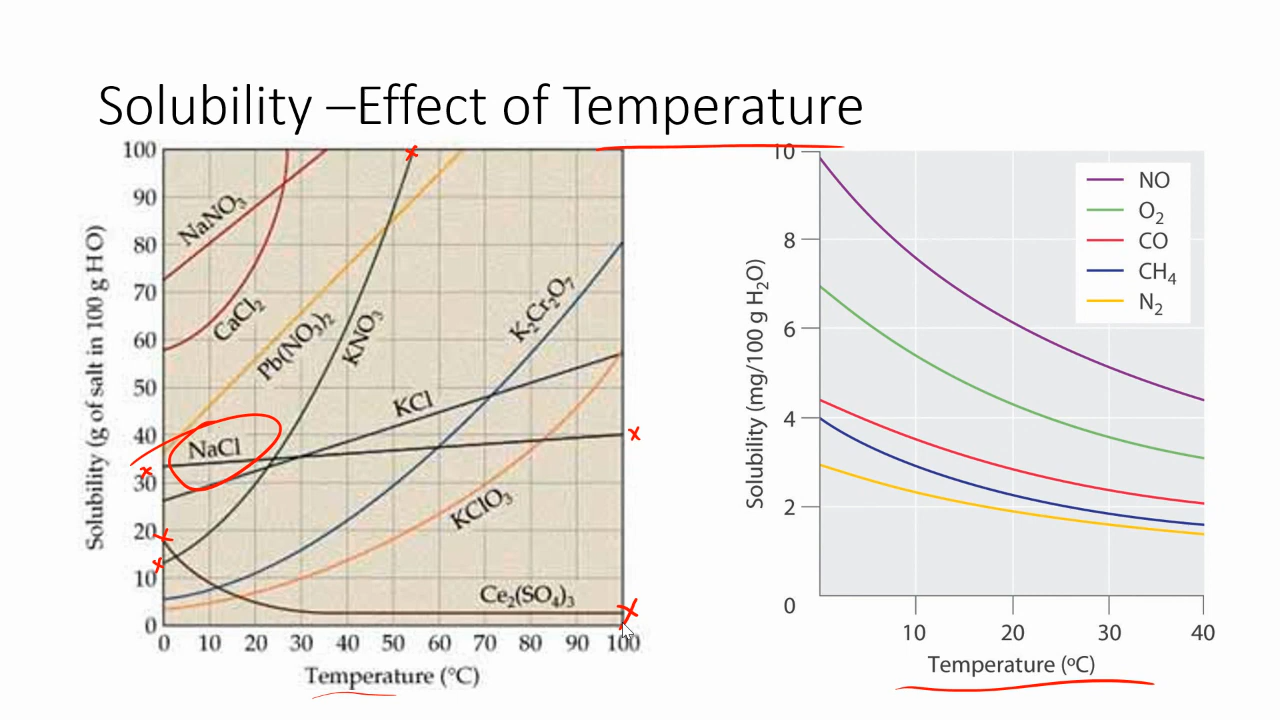 Solubility –Effect of Temperature
Solubility (g of salt in 100 g HO)
100
90
80
70
60
50
40
30
20
10
0
NaNO3
CaCl2
Pb(NO3)2
KNO3
K2Cr2O7
KCl
NaCl
KClO3
Ce2(SO4)3
0 10 20 30 40 50 60 70 80 90 100
Temperature (°C)
Solubility (mg/100 g H2O)
10
8
6
4
2
0
NO
O2
CO
CH4
N2
10 20 30 40
Temperature (ºC)